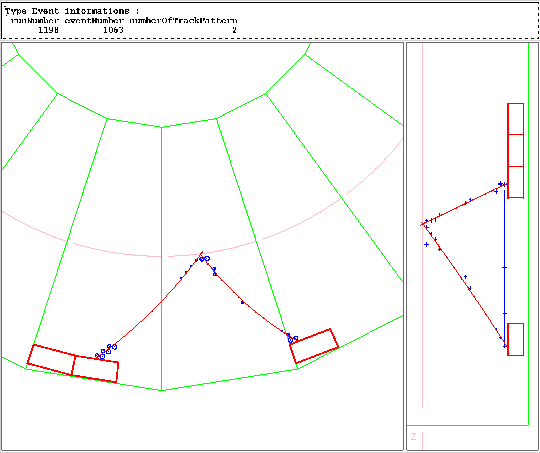 Type Event informations :
runNumber eventNumber numberOfTrackPattern
1198 1063 2
Z